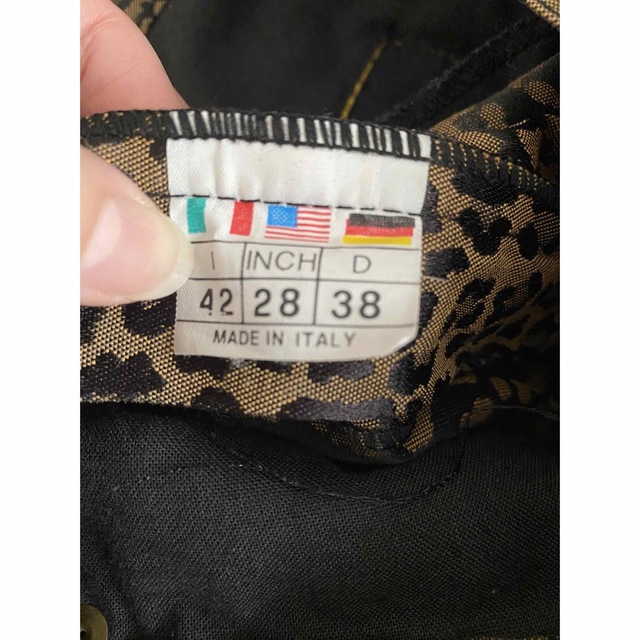 I INCH D
42 28 38
MADE IN ITALY